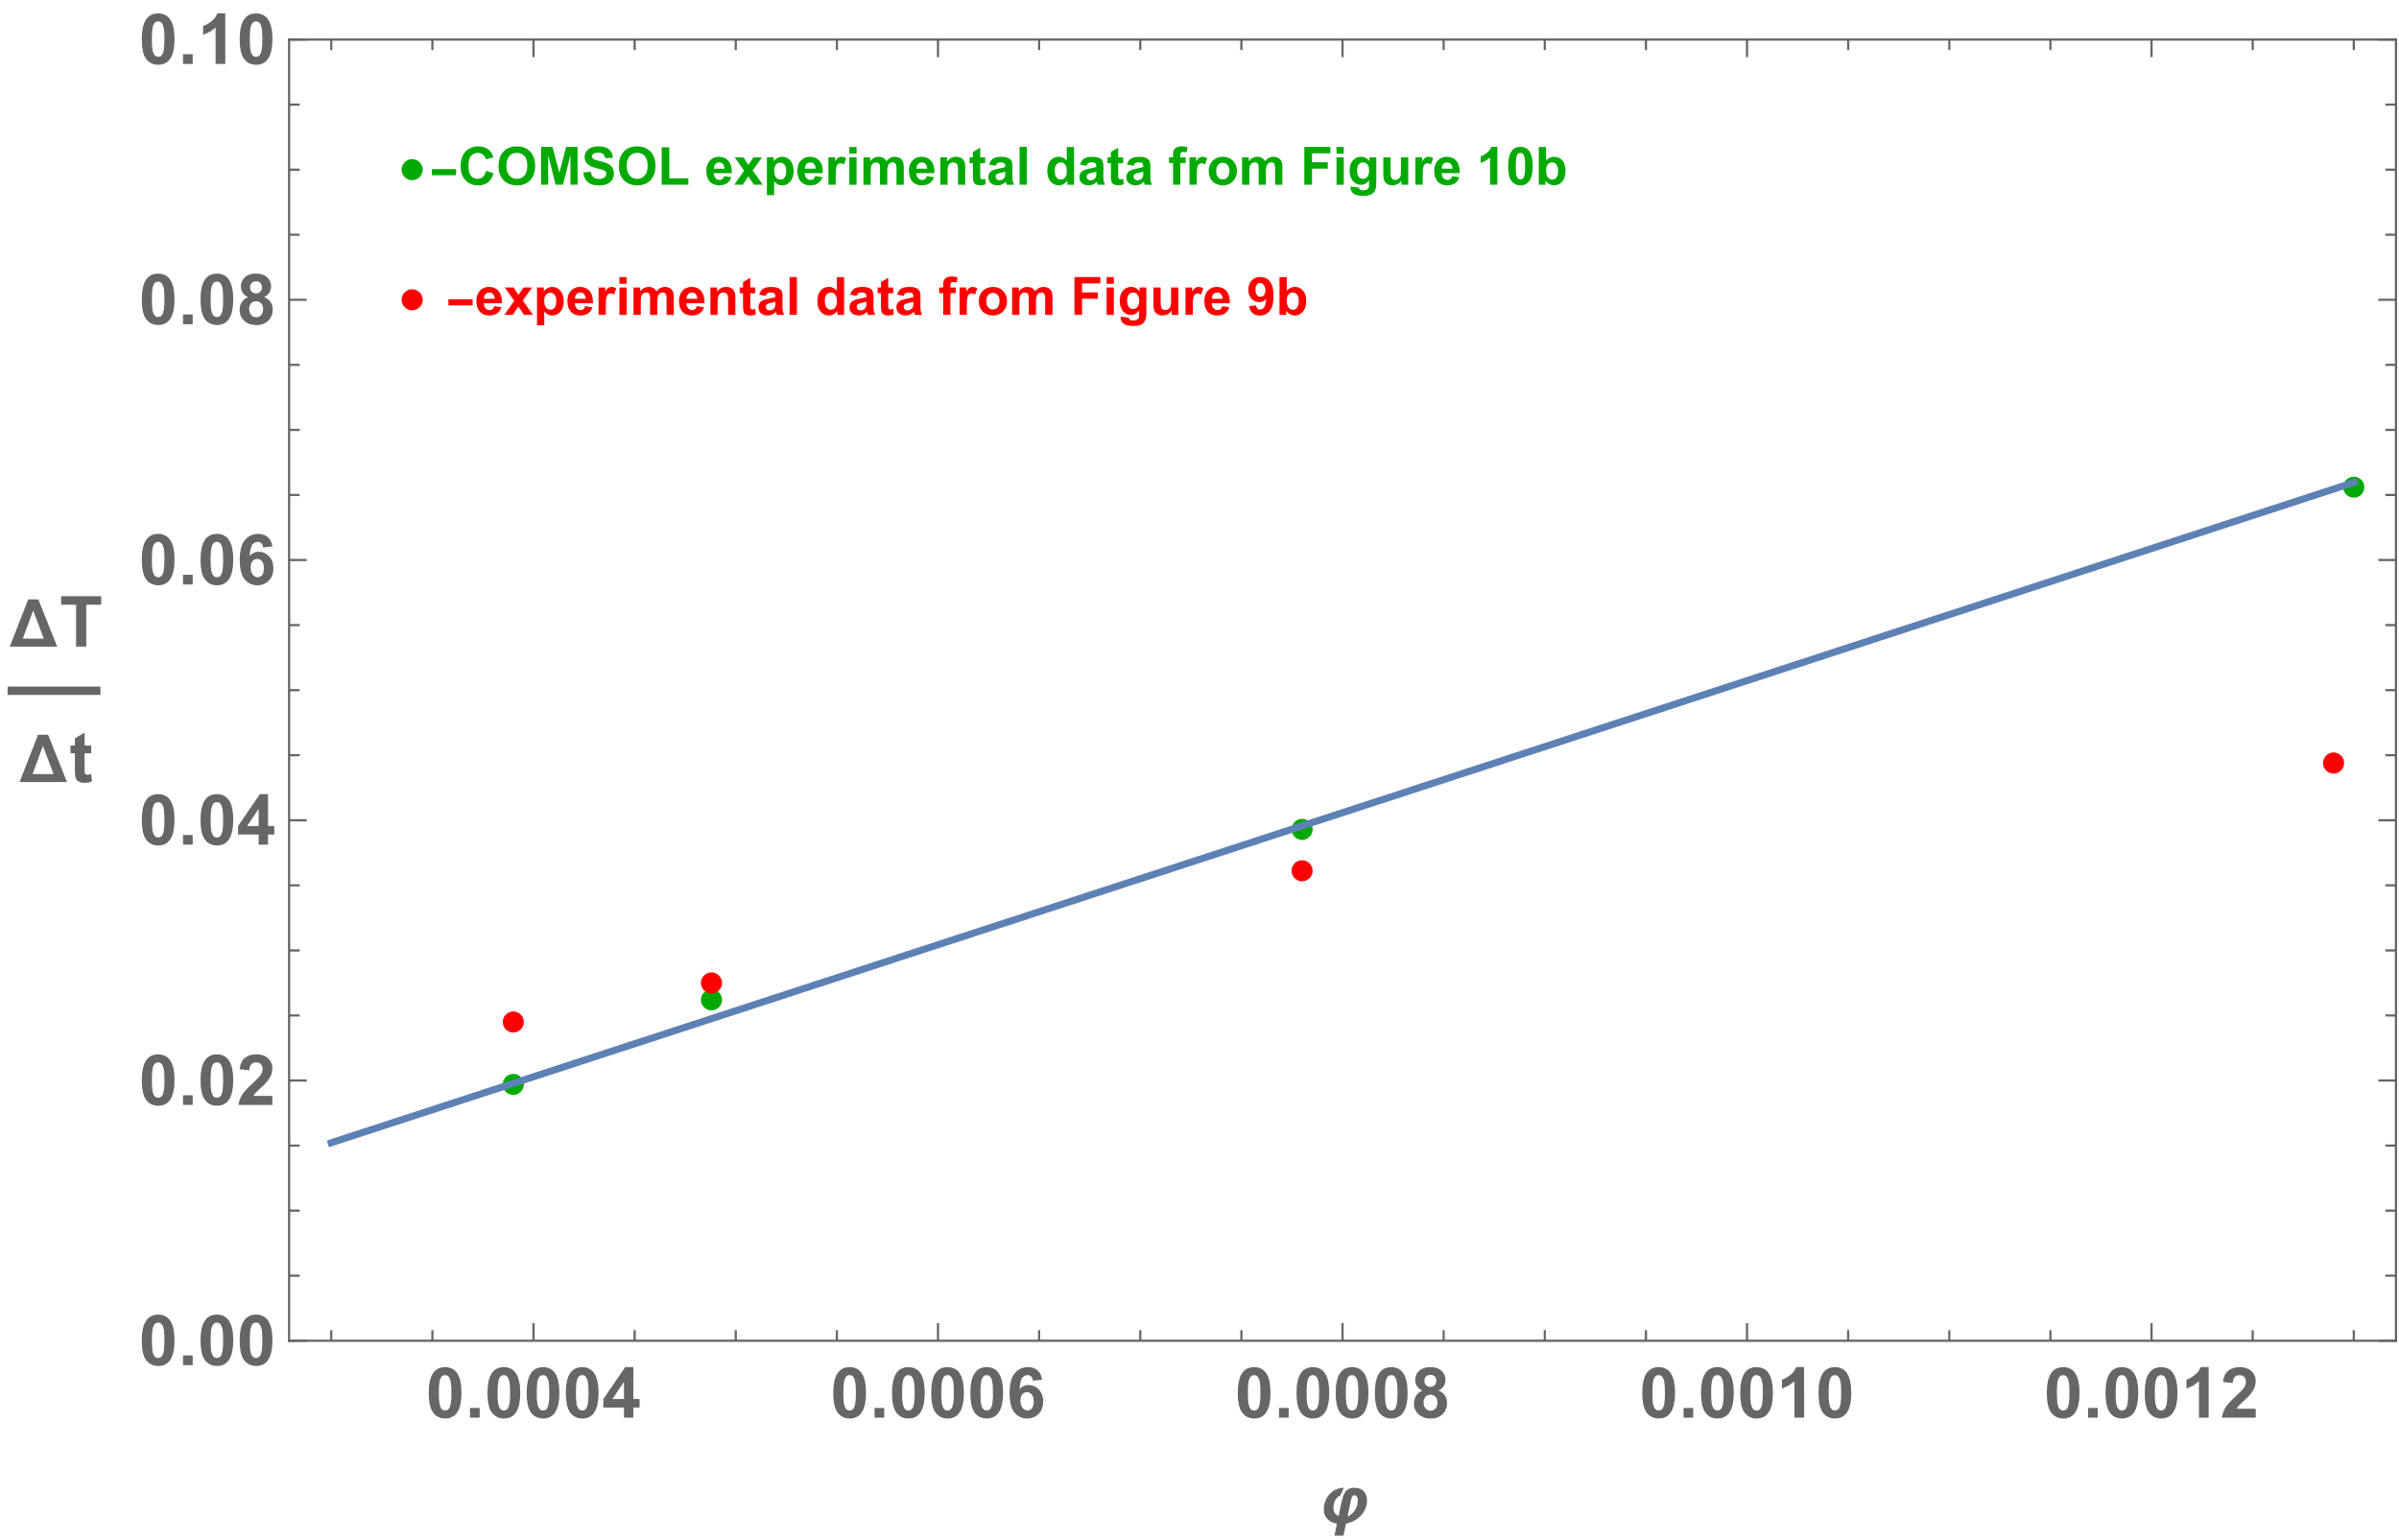 0.10
●–COMSOL experimental data from Figure 10b
0.08
● –experimental data from Figure 9b
0.06
ΔT
Δt
0.04
0.02
0.00
0.0004 0.0006 0.0008 0.0010 0.0012
φ